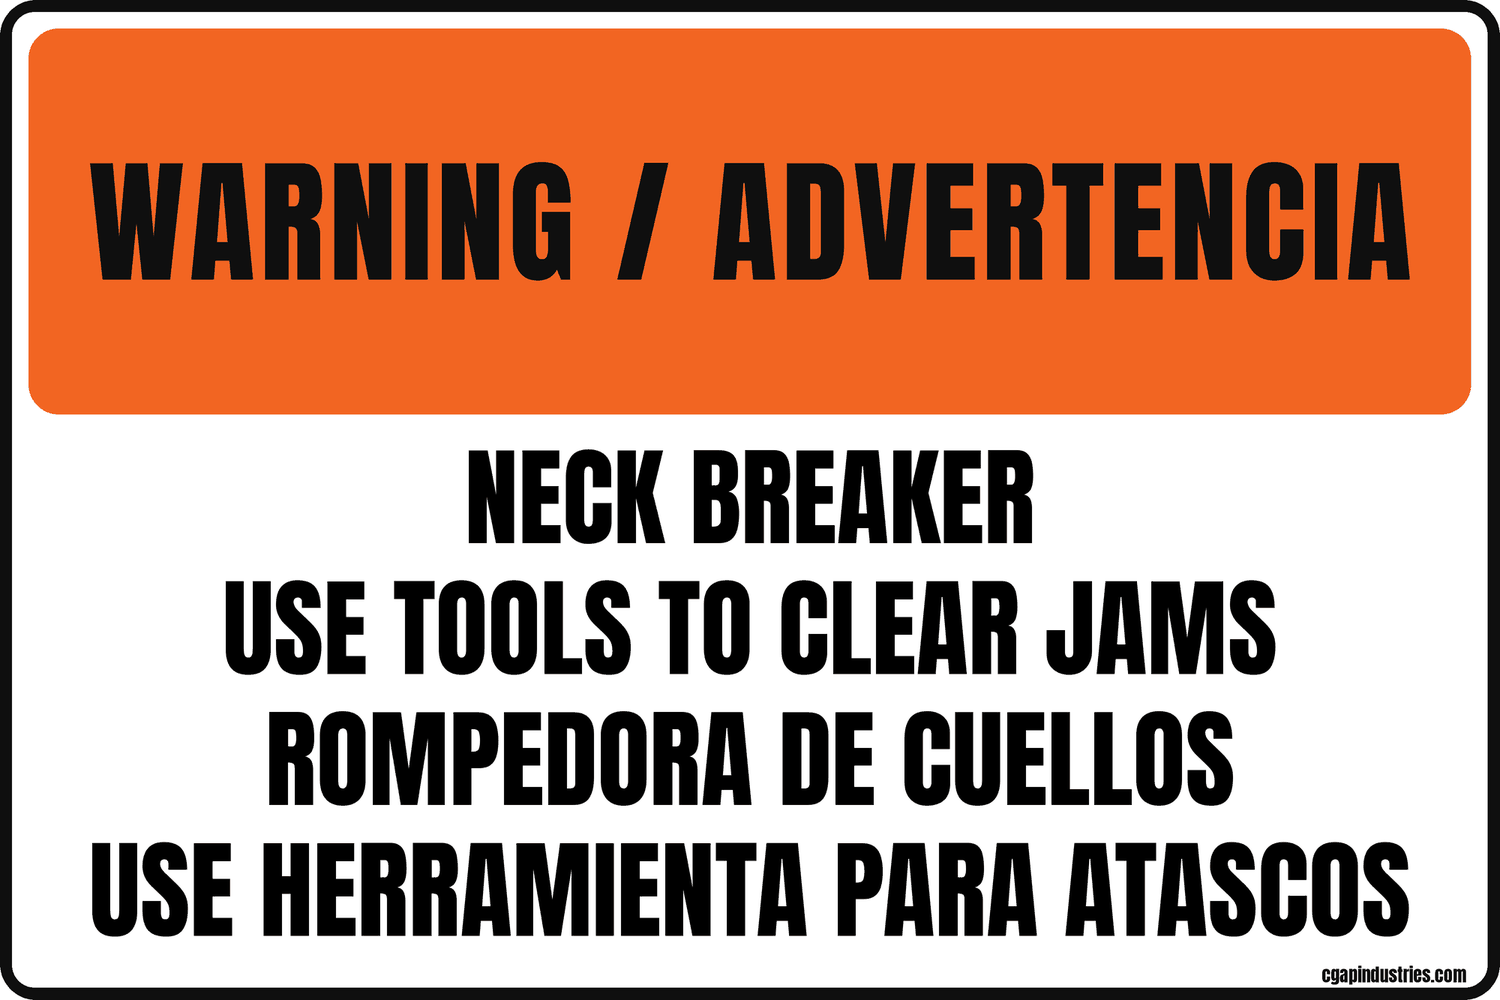 WARNING / ADVERTENCIA
NECK BREAKER
USE TOOLS TO CLEAR JAMS
ROMPEDORA DE CUELLOS
USE HERRAMIENTA PARA ATASCOS
cgapindustries.com